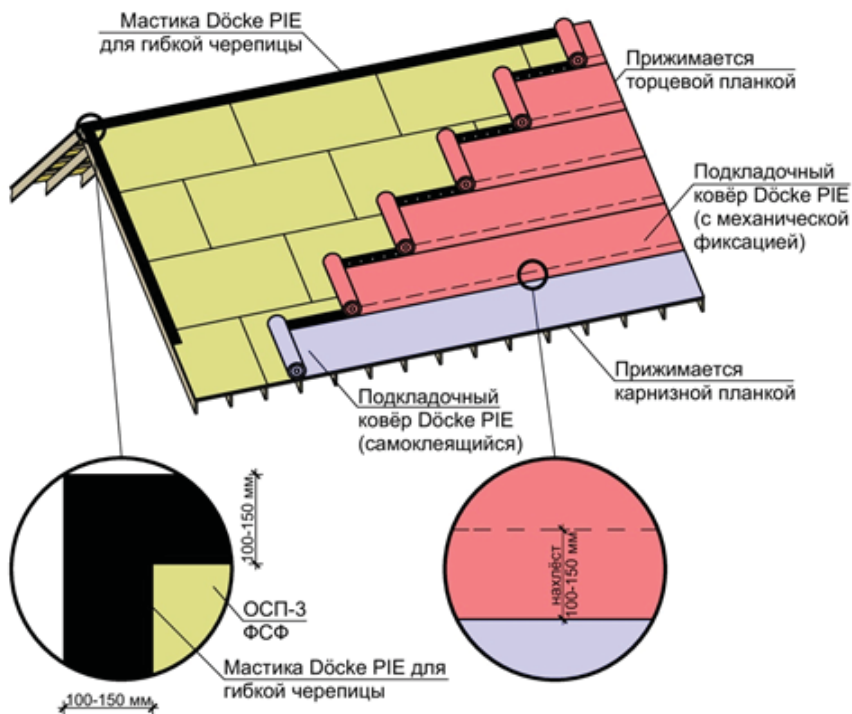 Мастика Döcke PIE
для гибкой черепицы
Прижимается
торцевой планкой
Подкладочный
ковёр Döcke PIE
(с механической
фиксацией)
Прижимается
карнизной планкой
Подкладочный
ковёр Döcke PIE
(самоклеящийся)
100-150 мм
ОСП-3
ФСФ
Мастика Döcke PIE для
гибкой черепицы
100-150 мм
нахлёст
100-150 мм